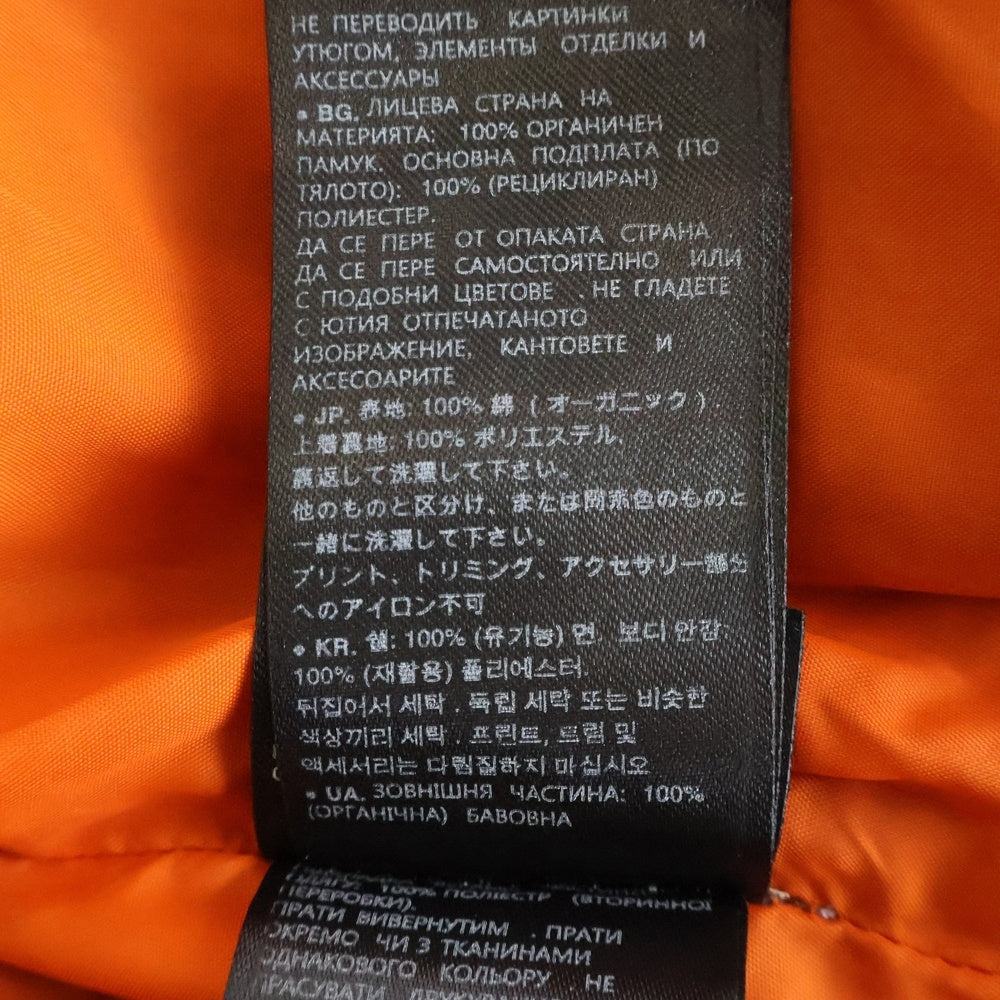 НЕ ПЕРЕВОДИТЬ КАРТИНКИ
УТЮГОМ, ЭЛЕМЕНТЫ ОТДЕЛКИ И
АКСЕССУАРЫ
• BG. ЛИЦЕВА СТРАНА НА
МАТЕРИЯТА: 100% ОРГАНИЧЕН
ПАМУК. ОСНОВНА ПОДПЛАТА (ПО
ТЯЛОТО): 100% (РЕЦИКЛИРАН)
ПОЛИЕСТЕР.
ДА СЕ ПЕРЕ ОТ ОПАКАТА СТРАНА
ДА СЕ ПЕРЕ САМОСТОЯТЕЛНО ИЛИ
С ПОДОБНИ ЦВЕТОВЕ . НЕ ГЛАДЕТЕ
С ЮТИЯ ОТПЕЧАТАНОТО
ИЗОБРАЖЕНИЕ, КАНТОВЕТЕ И
АКСЕСОАРИТЕ
• JP. 表地: 100% 綿 ( オーガニック )
上着裏地: 100% ポリエステル.
裏返して洗濯して下さい。
他のものと区分け、または同系色のものと
一緒に洗濯して下さい。
プリント、トリミング、アクセサリー部分
へのアイロン不可
• KR. 쉘: 100% (유기능) 면. 보디 안감:
100% (재활용) 폴리에스터.
뒤집어서 세탁 . 독립 세탁 또는 비슷한
색상끼리 세탁 . 프린트, 트림 및
액세서리는 다림질하지 마십시오
• UA. ЗОВНІШНЯ ЧАСТИНА: 100%
(ОРГАНІЧНА) БАВОВНА
100% ПОЛІЕСТР (ВТОРИННОЇ
ПЕРЕРОБКИ).
ПРАТИ ВИВЕРНУТИМ . ПРАТИ
ОКРЕМО ЧИ З ТКАНИНАМИ
ОДНАКОВОГО КОЛЬОРУ НЕ